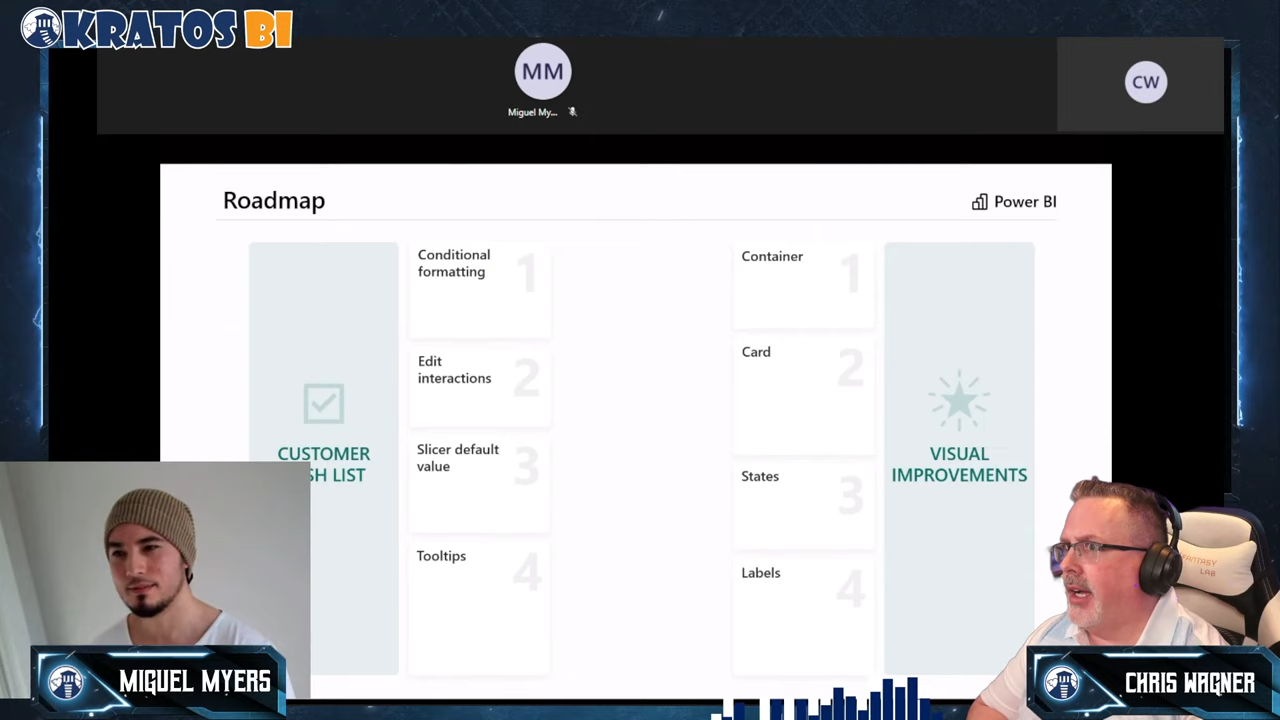 KRATOS BI
MM
Miguel My...
CW
Roadmap
Power BI
Conditional
formatting
1
Edit
interactions
2
Slicer default
value
3
Tooltips
4
CUSTOMER
SH LIST
Container
1
Card
2
States
3
Labels
4
VISUAL
IMPROVEMENTS
FANTASY
LAB
MIGUEL MYERS
CHRIS WAGNER